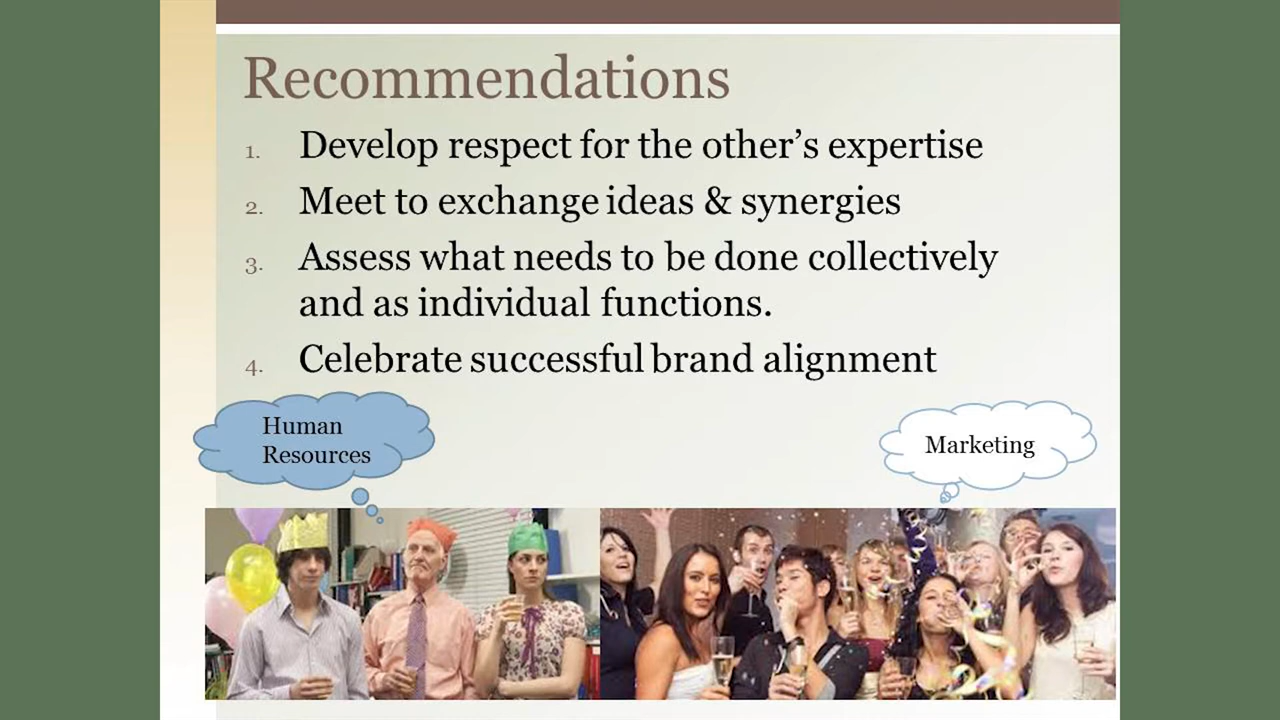 Recommendations
1. Develop respect for the other’s expertise
2. Meet to exchange ideas & synergies
3. Assess what needs to be done collectively
and as individual functions.
4. Celebrate successful brand alignment
Human
Resources
Marketing